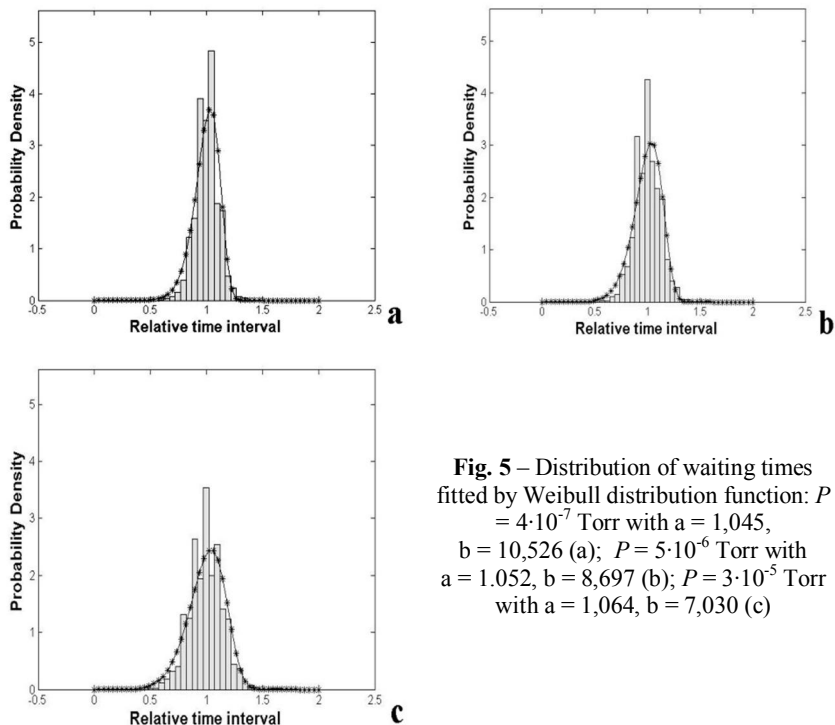 5
4
3
2
1
0
Probability Density
-0.5 0 0.5 1 1.5 2 2.5
Relative time interval
a
5
4
3
2
1
0
Probability Density
-0.5 0 0.5 1 1.5 2 2.5
Relative time interval
b
5
4
3
2
1
0
Probability Density
-0.5 0 0.5 1 1.5 2 2.5
Relative time interval
c
Fig. 5 – Distribution of waiting times
fitted by Weibull distribution function: P
= 4·10⁻⁷ Torr with a = 1,045,
b = 10,526 (a); P = 5·10⁻⁶ Torr with
a = 1.052, b = 8,697 (b); P = 3·10⁻⁵ Torr
with a = 1,064, b = 7,030 (c)